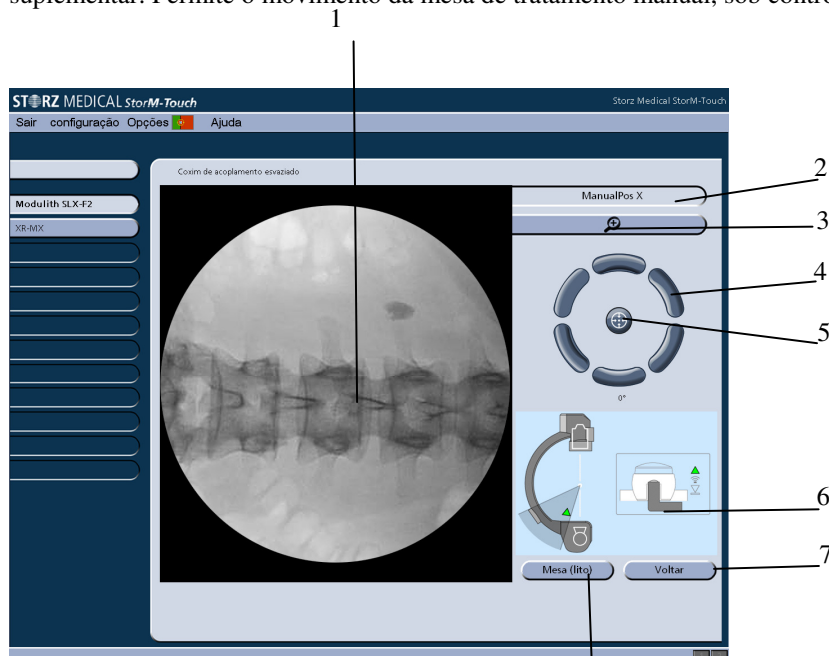 suplementar. Permite o movimento da mesa de tratamento manual, sob
1
STORZ MEDICAL StorM-Touch
Storz Medical StorM-Touch
Sair configuração Opções Ajuda
Coxim de acoplamento esvaziado
Modulith SLX-F2
XR-MX
ManualPos X
2
3
4
5
0°
6
Mesa (lito)
Voltar
7